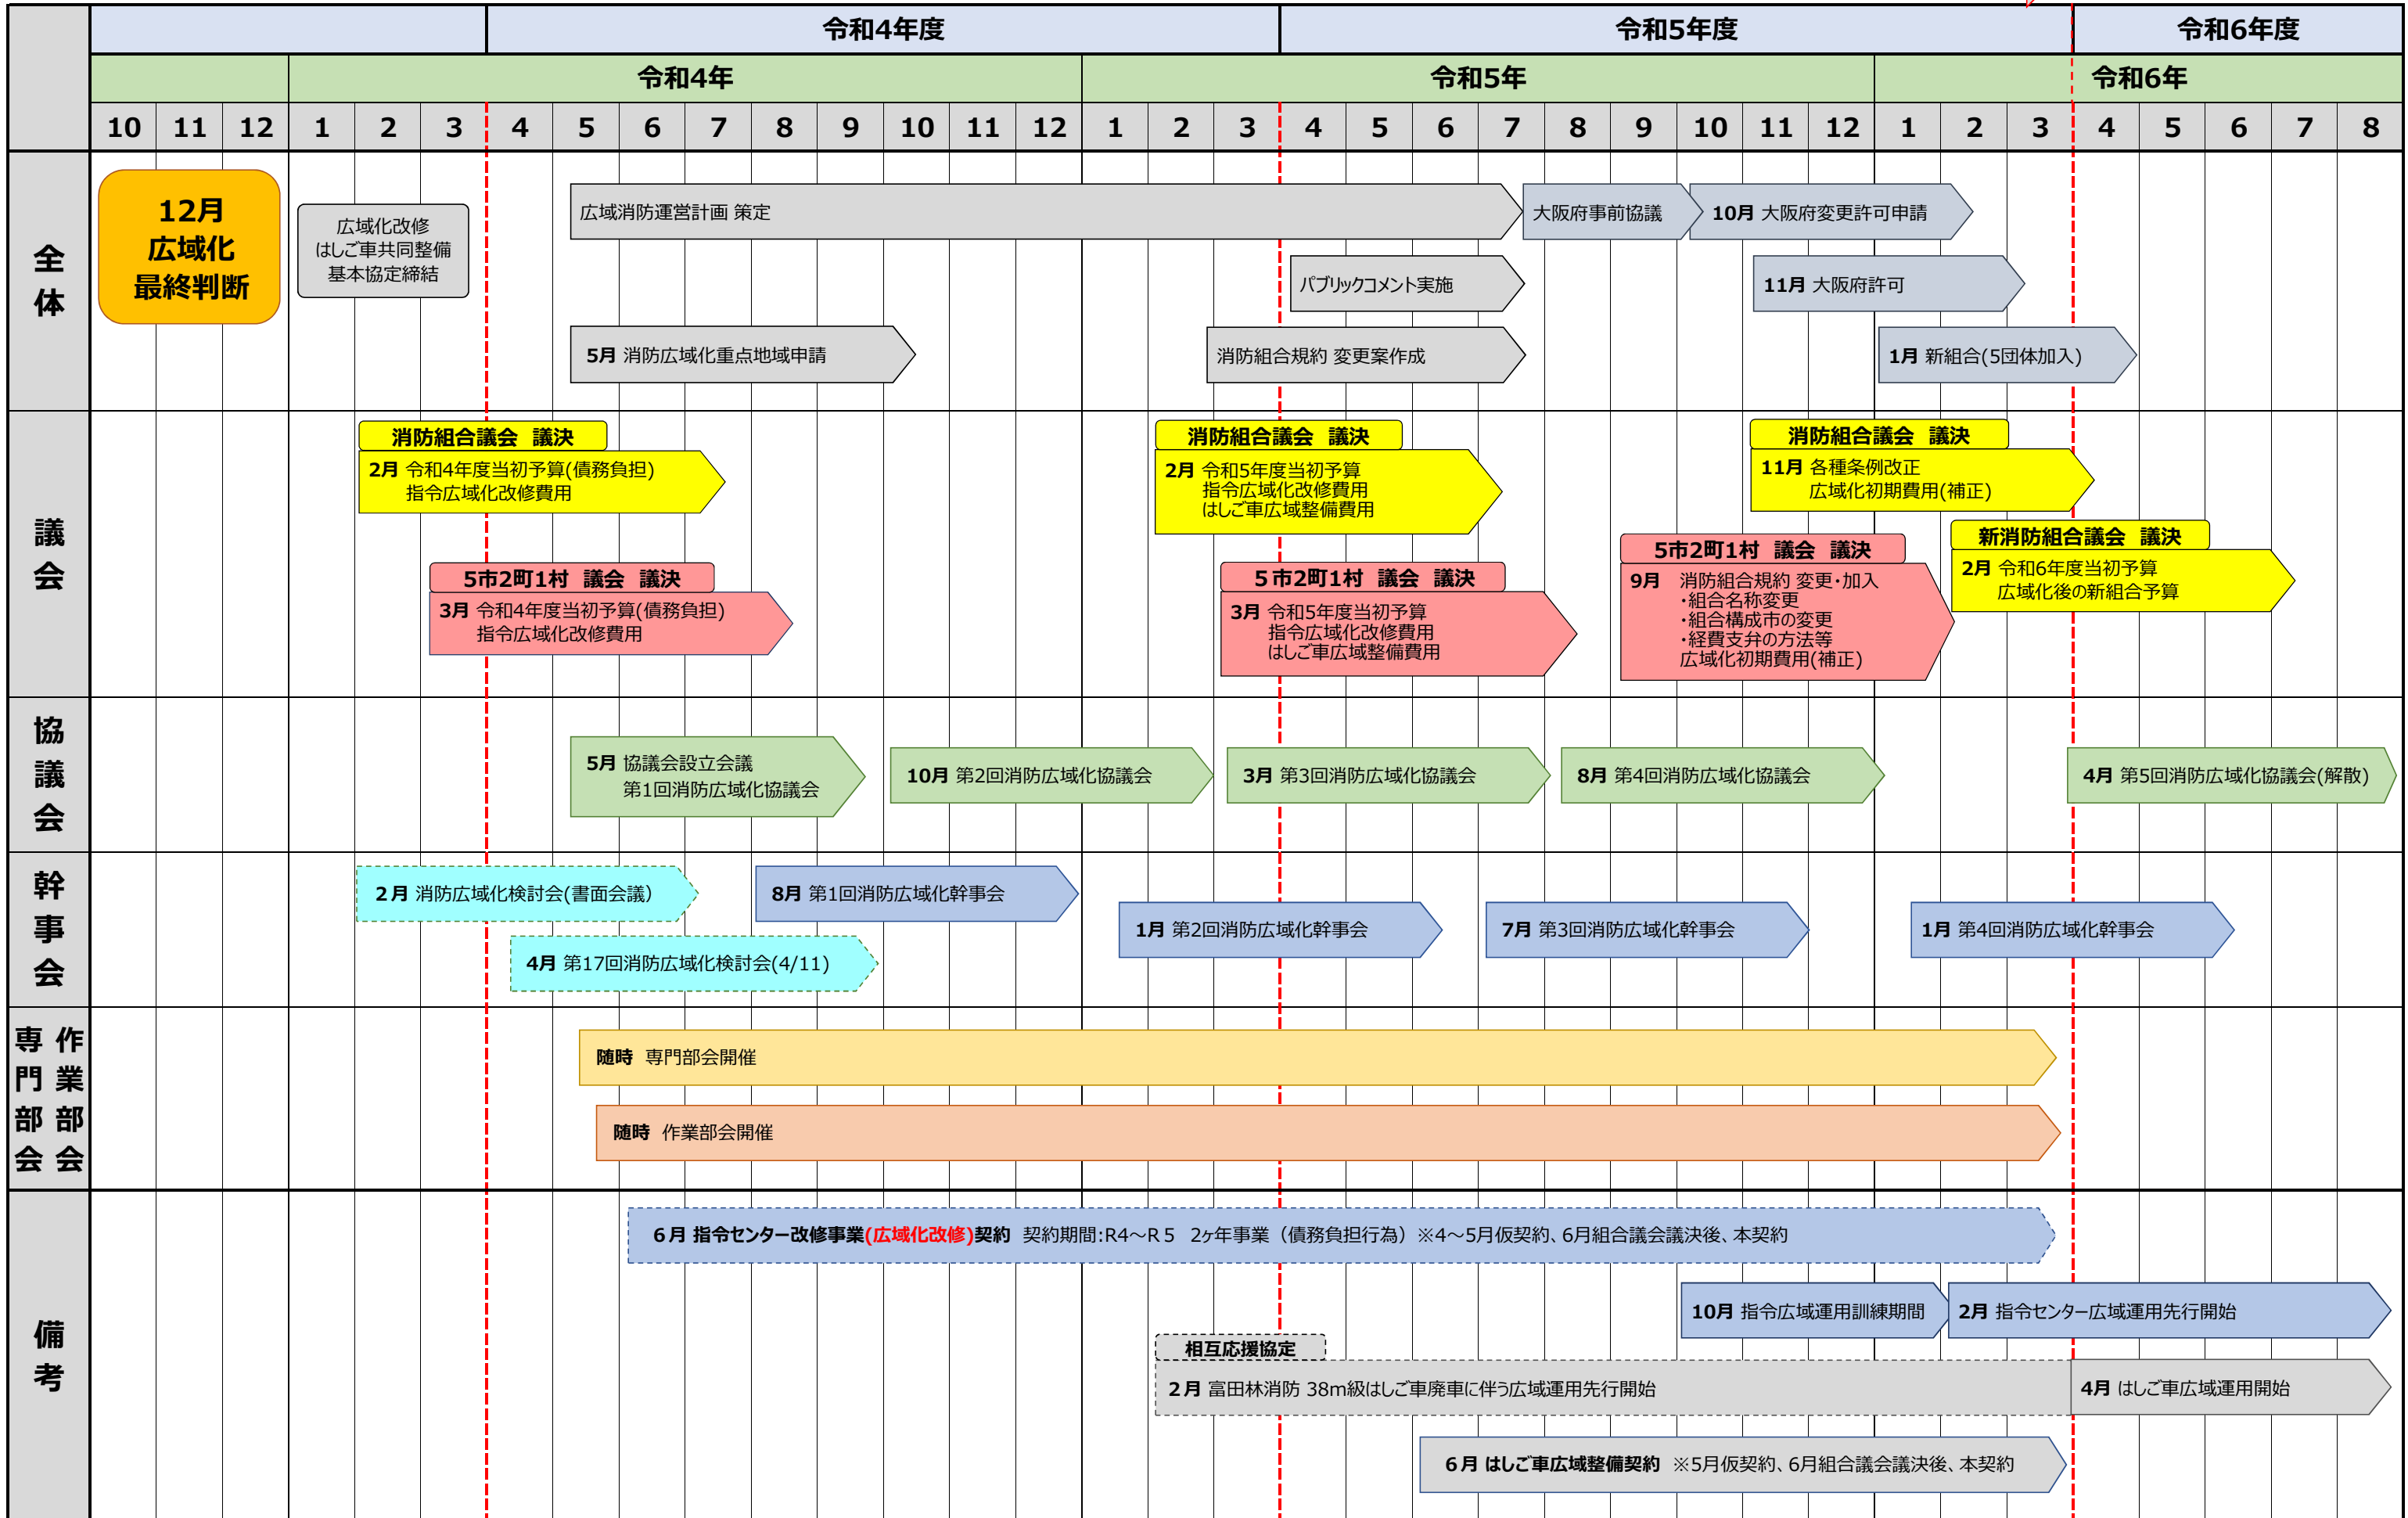 令和4年度
令和5年度
令和6年度
令和4年
令和5年
令和6年
10 11 12 1 2 3 4 5 6 7 8 9 10 11 12 1 2 3 4 5 6 7 8 9 10 11 12 1 2 3 4 5 6 7 8
全体
12月
広域化
最終判断
広域化改修
はしご車共同整備
基本協定締結
広域消防運営計画 策定
大阪府事前協議
10月 大阪府変更許可申請
パブリックコメント実施
11月 大阪府許可
5月 消防広域化重点地域申請
消防組合規約 変更案作成
1月 新組合(5団体加入)
議会
消防組合議会 議決
2月 令和4年度当初予算(債務負担)
指令広域化改修費用
5市2町1村 議会 議決
3月 令和4年度当初予算(債務負担)
指令広域化改修費用
消防組合議会 議決
2月 令和5年度当初予算
指令広域化改修費用
はしご車広域整備費用
5市2町1村 議会 議決
3月 令和5年度当初予算
指令広域化改修費用
はしご車広域整備費用
消防組合議会 議決
11月 各種条例改正
広域化初期費用(補正)
5市2町1村 議会 議決
9月 消防組合規約 変更・加入
・組合名称変更
・組合構成市の変更
・経費支弁の方法等
広域化初期費用(補正)
新消防組合議会 議決
2月 令和6年度当初予算
広域化後の新組合予算
協議会
5月 協議会設立会議
第1回消防広域化協議会
10月 第2回消防広域化協議会
3月 第3回消防広域化協議会
8月 第4回消防広域化協議会
4月 第5回消防広域化協議会(解散)
幹事会
2月 消防広域化検討会(書面会議)
8月 第1回消防広域化幹事会
1月 第2回消防広域化幹事会
7月 第3回消防広域化幹事会
1月 第4回消防広域化幹事会
4月 第17回消防広域化検討会(4/11)
専門部会
作業部会
随時 専門部会開催
随時 作業部会開催
備考
6月 指令センター改修事業(広域化改修)契約 契約期間:R4～R５ 2ヶ年事業（債務負担行為）※4～5月仮契約、6月組合議会議決後、本契約
10月 指令広域運用訓練期間
2月 指令センター広域運用先行開始
相互応援協定
2月 富田林消防 38m級はしご車廃車に伴う広域運用先行開始
4月 はしご車広域運用開始
6月 はしご車広域整備契約 ※5月仮契約、6月組合議会議決後、本契約